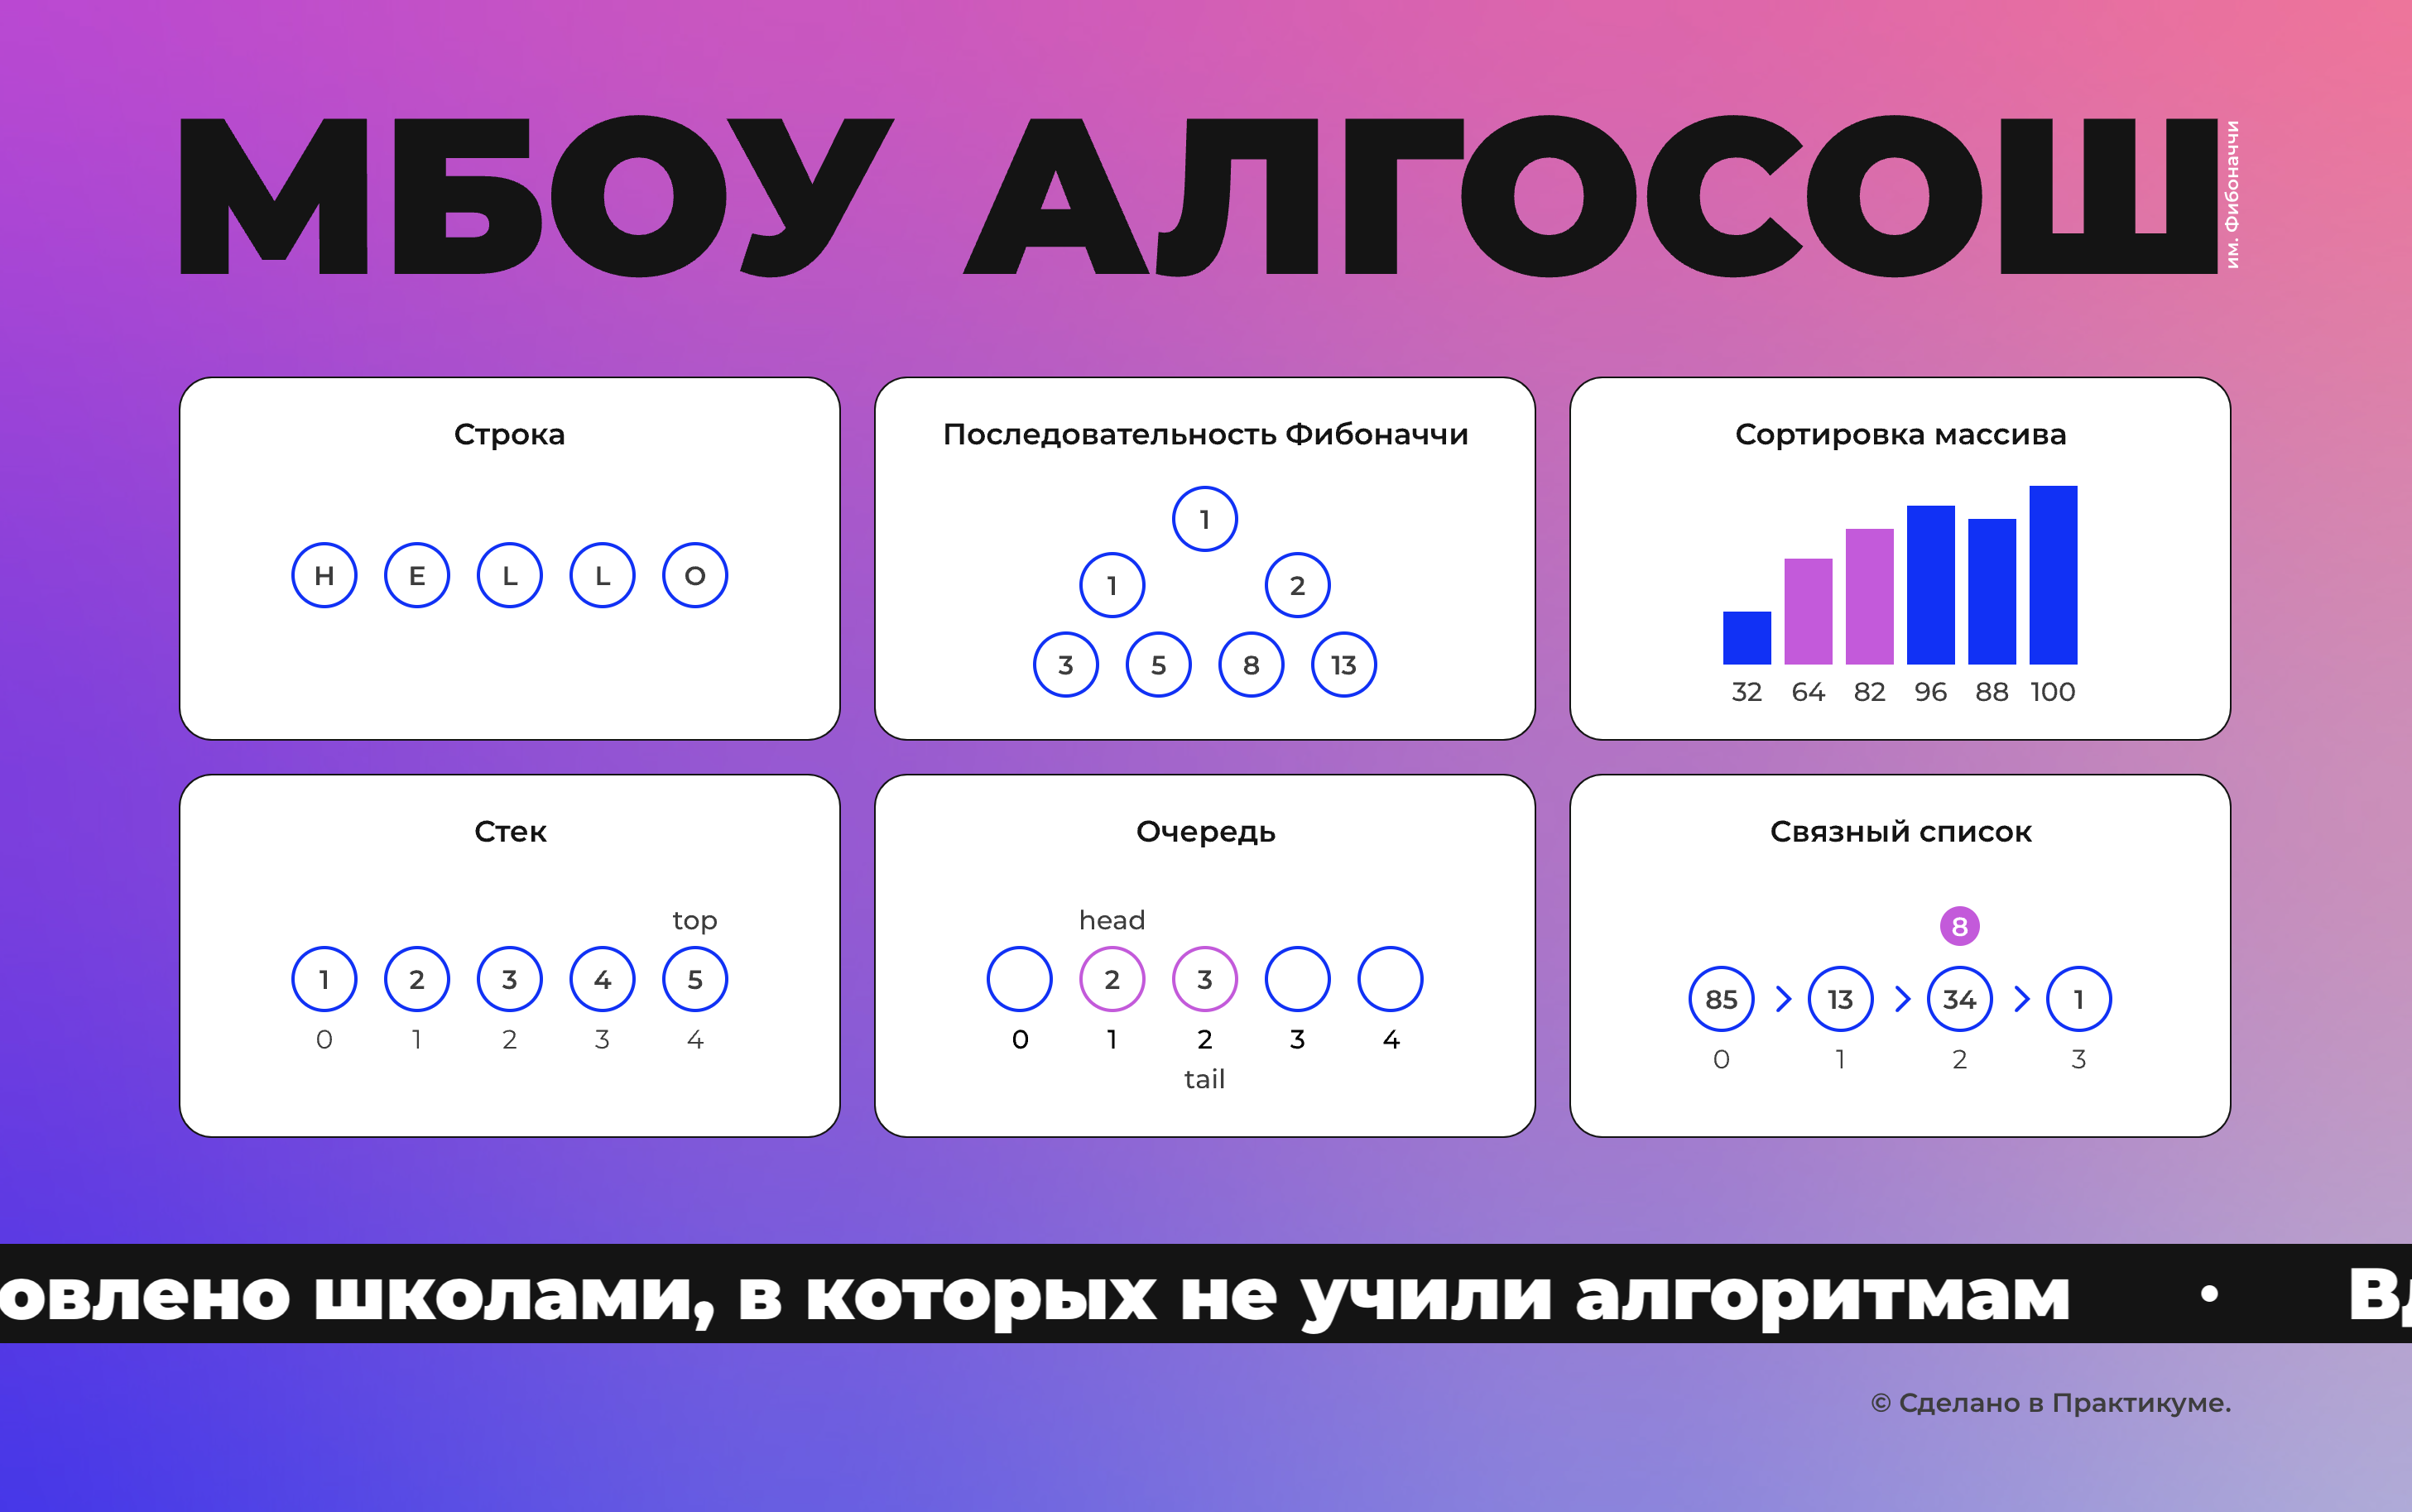 МБОУ АЛГОСОШ
им. Фибоначчи
Строка
H E L L O
Последовательность Фибоначчи
1
1 2
3 5 8 13
Сортировка массива
32 64 82 96 88 100
Стек
top
1 2 3 4 5
0 1 2 3 4
Очередь
head
2 3
0 1 2 3 4
tail
Связный список
8
85 > 13 > 34 > 1
0 1 2 3
овлено школами, в которых не учили алгоритмам • Вд
© Сделано в Практикуме.